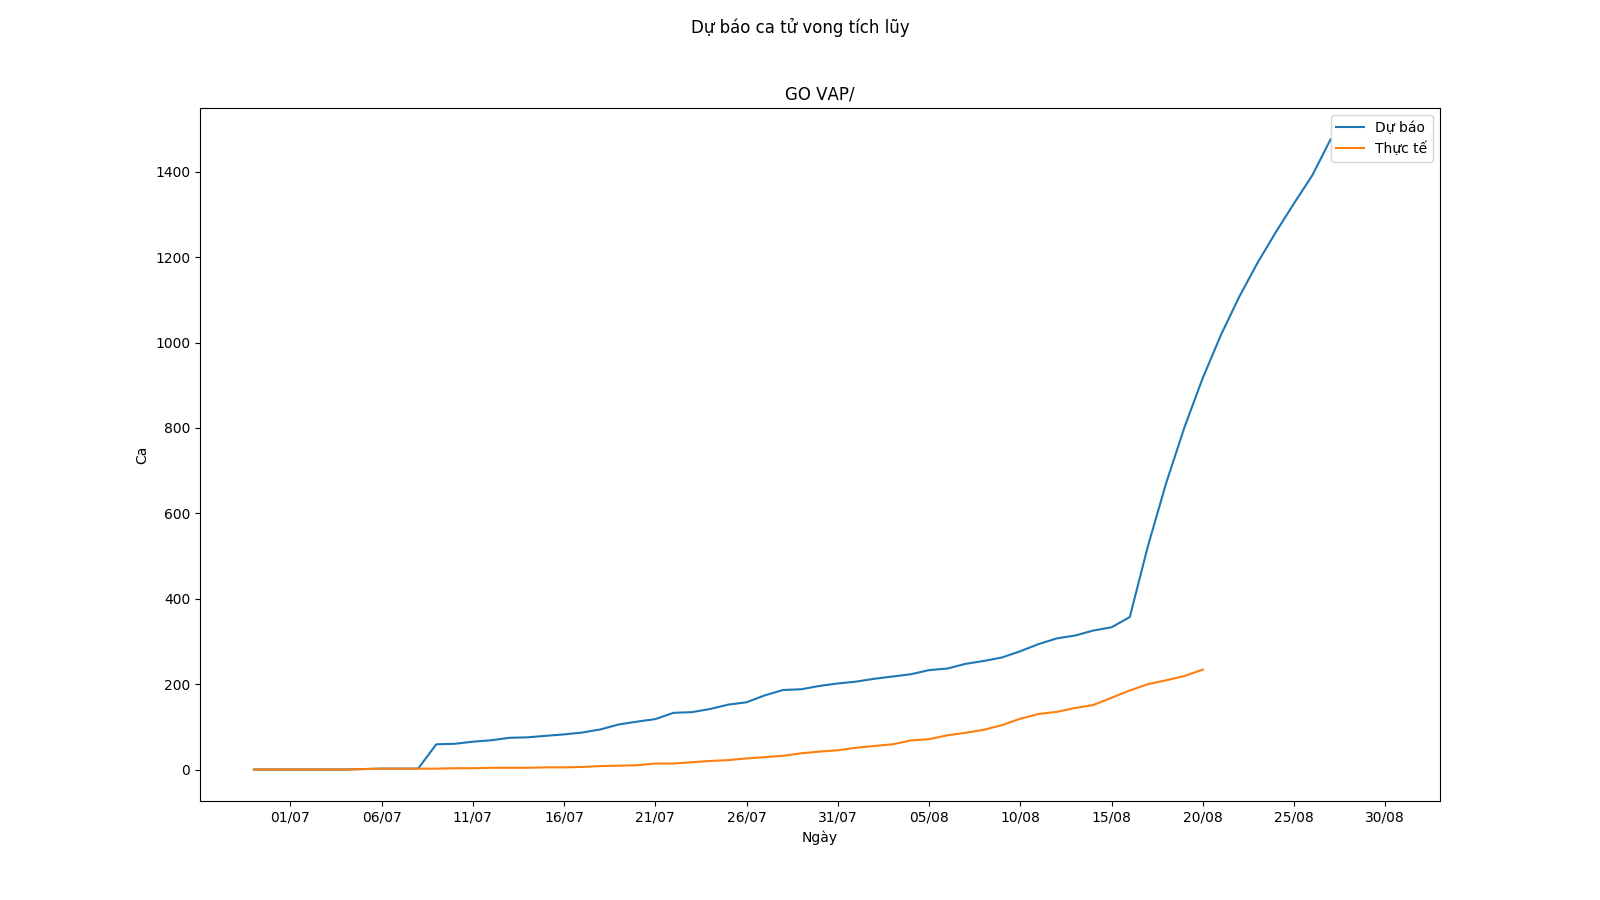 Dự báo ca tử vong tích lũy
GO VAP/
Dự báo
Thực tế
1400
1200
1000
800
600
400
200
0
Ca
01/07 06/07 11/07 16/07 21/07 26/07 31/07 05/08 10/08 15/08 20/08 25/08 30/08
Ngày